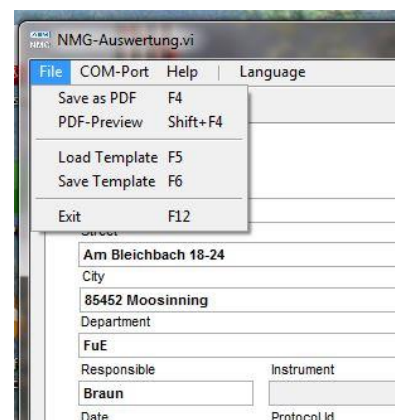 NMG-Auswertung.vi
File COM-Port Help | Language
Save as PDF F4
PDF-Preview Shift+F4
Load Template F5
Save Template F6
Exit F12
Street
Am Bleichbach 18-24
City
85452 Moosinning
Department
FuE
Responsible Instrument
Braun
Date Protocol Id